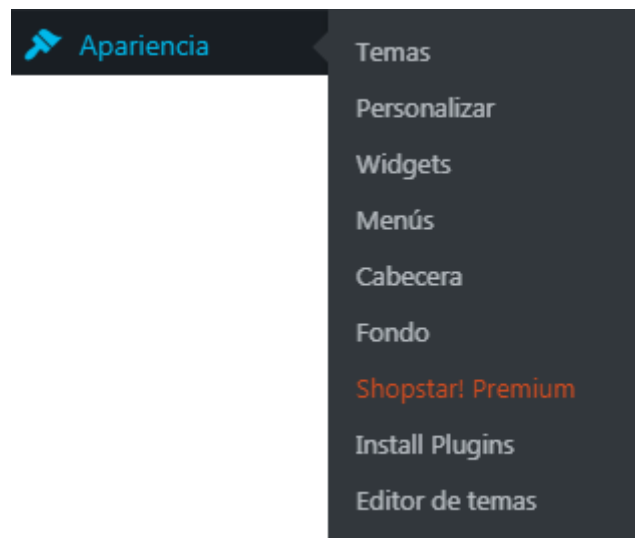 Apariencia
Temas
Personalizar
Widgets
Menús
Cabecera
Fondo
Shopstar! Premium
Install Plugins
Editor de temas